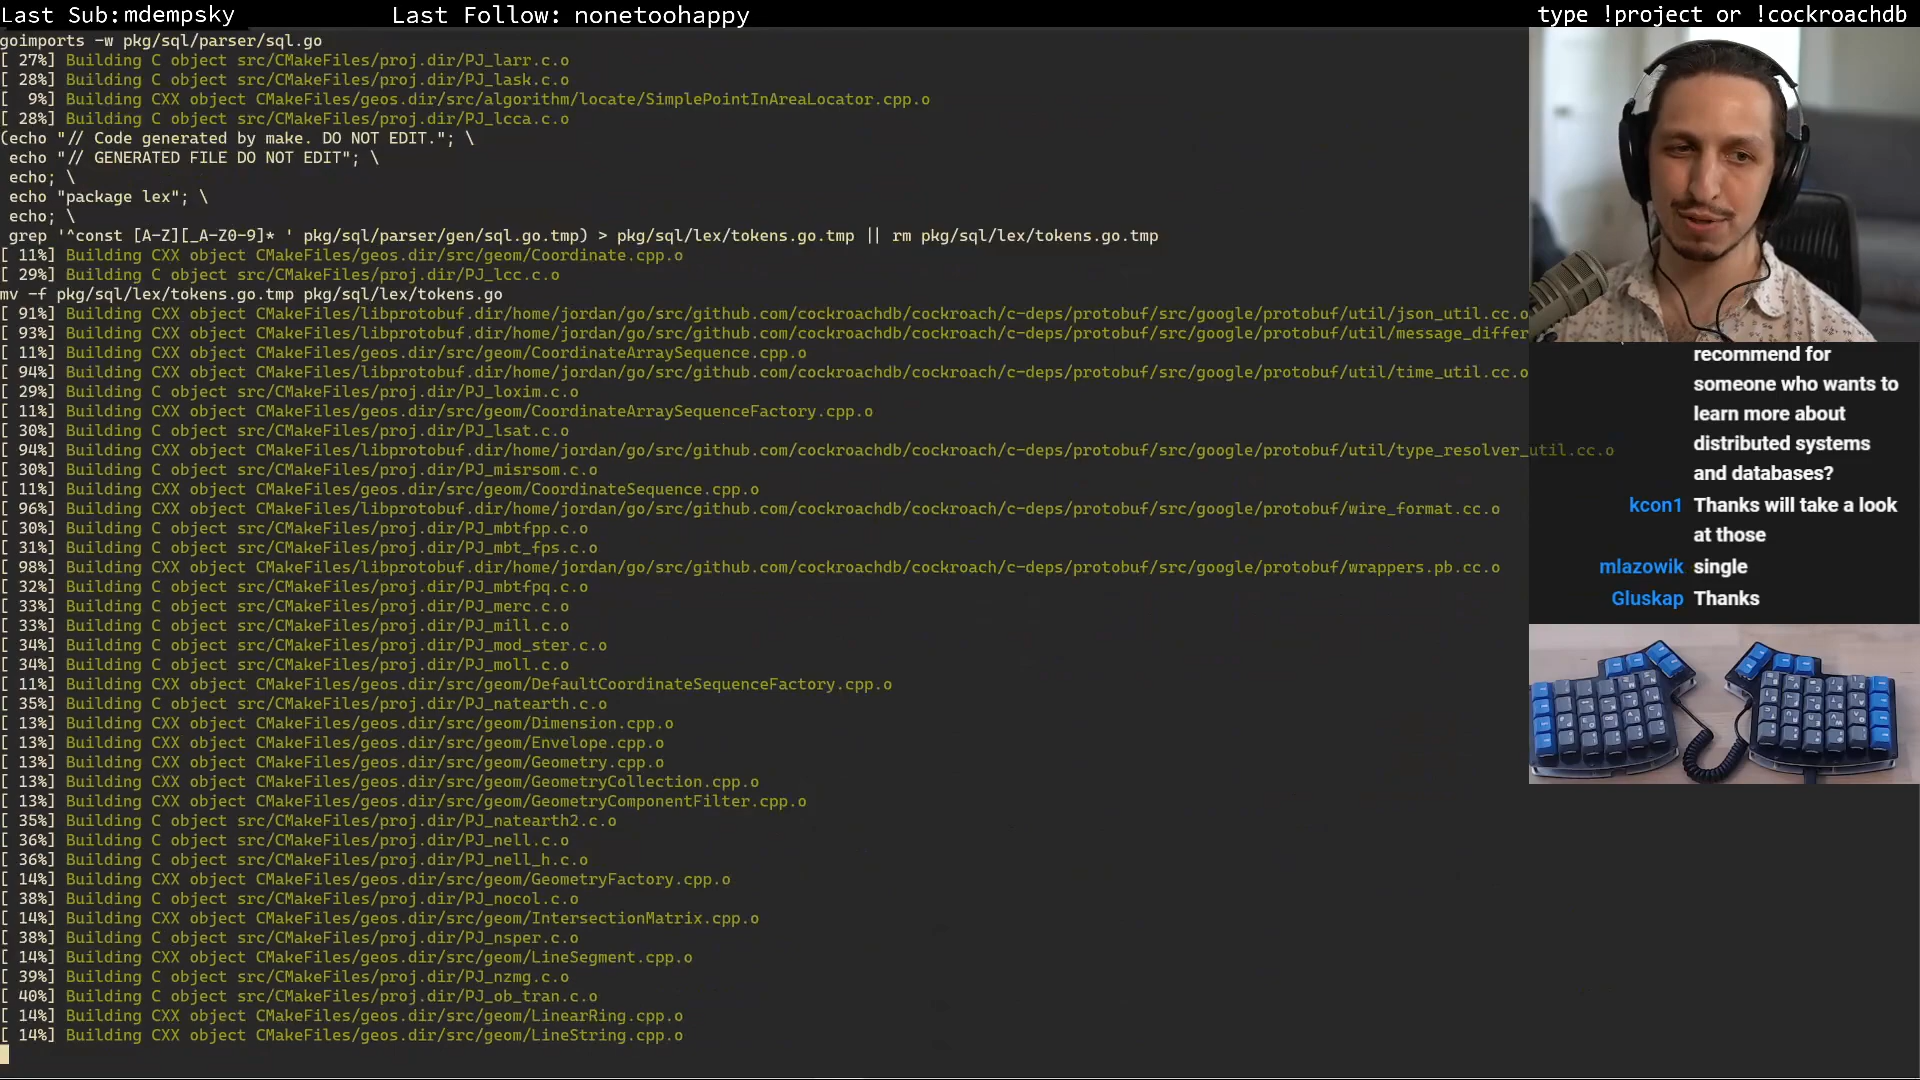 Last Sub:mdempsky
Last Follow: nonetoohappy
type !project or !cockroachdb
goimports -w pkg/sql/parser/sql.go
[ 27%] Building C object src/CMakeFiles/proj.dir/PJ_larr.c.o
[ 28%] Building C object src/CMakeFiles/proj.dir/PJ_lask.c.o
[  9%] Building CXX object CMakeFiles/geos.dir/src/algorithm/locate/SimplePointInAreaLocator.cpp.o
[ 28%] Building C object src/CMakeFiles/proj.dir/PJ_lcca.c.o
(echo "// Code generated by make. DO NOT EDIT."; \
 echo "// GENERATED FILE DO NOT EDIT"; \
 echo; \
 echo "package lex"; \
 echo; \
 grep '^const [A-Z][_A-Z0-9]* ' pkg/sql/parser/gen/sql.go.tmp) > pkg/sql/lex/tokens.go.tmp || rm pkg/sql/lex/tokens.go.tmp
[ 11%] Building CXX object CMakeFiles/geos.dir/src/geom/Coordinate.cpp.o
[ 29%] Building C object src/CMakeFiles/proj.dir/PJ_lcc.c.o
mv -f pkg/sql/lex/tokens.go.tmp pkg/sql/lex/tokens.go
[ 91%] Building CXX object CMakeFiles/libprotobuf.dir/home/jordan/go/src/github.com/cockroachdb/cockroach/c-deps/protobuf/src/google/protobuf/util/json_util.cc.o
[ 93%] Building CXX object CMakeFiles/libprotobuf.dir/home/jordan/go/src/github.com/cockroachdb/cockroach/c-deps/protobuf/src/google/protobuf/util/message_differ
[ 11%] Building CXX object CMakeFiles/geos.dir/src/geom/CoordinateArraySequence.cpp.o
[ 94%] Building CXX object CMakeFiles/libprotobuf.dir/home/jordan/go/src/github.com/cockroachdb/cockroach/c-deps/protobuf/src/google/protobuf/util/time_util.cc.o
[ 29%] Building C object src/CMakeFiles/proj.dir/PJ_loxim.c.o
[ 11%] Building CXX object CMakeFiles/geos.dir/src/geom/CoordinateArraySequenceFactory.cpp.o
[ 30%] Building C object src/CMakeFiles/proj.dir/PJ_lsat.c.o
[ 94%] Building CXX object CMakeFiles/libprotobuf.dir/home/jordan/go/src/github.com/cockroachdb/cockroach/c-deps/protobuf/src/google/protobuf/util/type_resolver_util.cc.o
[ 30%] Building C object src/CMakeFiles/proj.dir/PJ_misrsom.c.o
[ 11%] Building CXX object CMakeFiles/geos.dir/src/geom/CoordinateSequence.cpp.o
[ 96%] Building CXX object CMakeFiles/libprotobuf.dir/home/jordan/go/src/github.com/cockroachdb/cockroach/c-deps/protobuf/src/google/protobuf/wire_format.cc.o
[ 30%] Building C object src/CMakeFiles/proj.dir/PJ_mbtfpp.c.o
[ 31%] Building C object src/CMakeFiles/proj.dir/PJ_mbt_fps.c.o
[ 98%] Building CXX object CMakeFiles/libprotobuf.dir/home/jordan/go/src/github.com/cockroachdb/cockroach/c-deps/protobuf/src/google/protobuf/wrappers.pb.cc.o
[ 32%] Building C object src/CMakeFiles/proj.dir/PJ_mbtfpq.c.o
[ 33%] Building C object src/CMakeFiles/proj.dir/PJ_merc.c.o
[ 33%] Building C object src/CMakeFiles/proj.dir/PJ_mill.c.o
[ 34%] Building C object src/CMakeFiles/proj.dir/PJ_mod_ster.c.o
[ 34%] Building C object src/CMakeFiles/proj.dir/PJ_moll.c.o
[ 11%] Building CXX object CMakeFiles/geos.dir/src/geom/DefaultCoordinateSequenceFactory.cpp.o
[ 35%] Building C object src/CMakeFiles/proj.dir/PJ_natearth.c.o
[ 13%] Building CXX object CMakeFiles/geos.dir/src/geom/Dimension.cpp.o
[ 13%] Building CXX object CMakeFiles/geos.dir/src/geom/Envelope.cpp.o
[ 13%] Building CXX object CMakeFiles/geos.dir/src/geom/Geometry.cpp.o
[ 13%] Building CXX object CMakeFiles/geos.dir/src/geom/GeometryCollection.cpp.o
[ 13%] Building CXX object CMakeFiles/geos.dir/src/geom/GeometryComponentFilter.cpp.o
[ 35%] Building C object src/CMakeFiles/proj.dir/PJ_natearth2.c.o
[ 36%] Building C object src/CMakeFiles/proj.dir/PJ_nell.c.o
[ 36%] Building C object src/CMakeFiles/proj.dir/PJ_nell_h.c.o
[ 14%] Building CXX object CMakeFiles/geos.dir/src/geom/GeometryFactory.cpp.o
[ 38%] Building C object src/CMakeFiles/proj.dir/PJ_nocol.c.o
[ 14%] Building CXX object CMakeFiles/geos.dir/src/geom/IntersectionMatrix.cpp.o
[ 38%] Building C object src/CMakeFiles/proj.dir/PJ_nsper.c.o
[ 14%] Building CXX object CMakeFiles/geos.dir/src/geom/LineSegment.cpp.o
[ 39%] Building C object src/CMakeFiles/proj.dir/PJ_nzmg.c.o
[ 40%] Building C object src/CMakeFiles/proj.dir/PJ_ob_tran.c.o
[ 14%] Building CXX object CMakeFiles/geos.dir/src/geom/LinearRing.cpp.o
[ 14%] Building CXX object CMakeFiles/geos.dir/src/geom/LineString.cpp.o
recommend for
someone who wants to
learn more about
distributed systems
and databases?
kcon1 Thanks will take a look
at those
mlazowik single
Gluskap Thanks